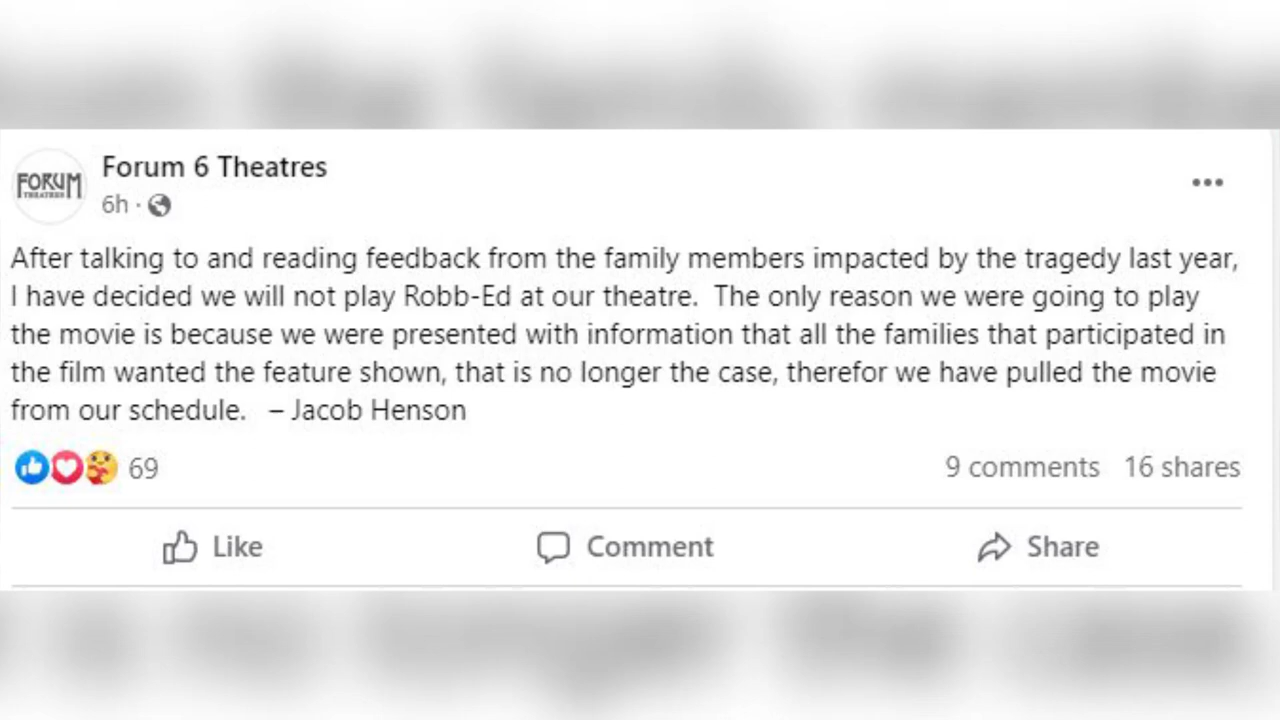 FORUM
THEATRES
Forum 6 Theatres
6h ·
After talking to and reading feedback from the family members impacted by the tragedy last year,
I have decided we will not play Robb-Ed at our theatre.  The only reason we were going to play
the movie is because we were presented with information that all the families that participated in
the film wanted the feature shown, that is no longer the case, therefor we have pulled the movie
from our schedule.   – Jacob Henson
69
9 comments 16 shares
Like Comment Share